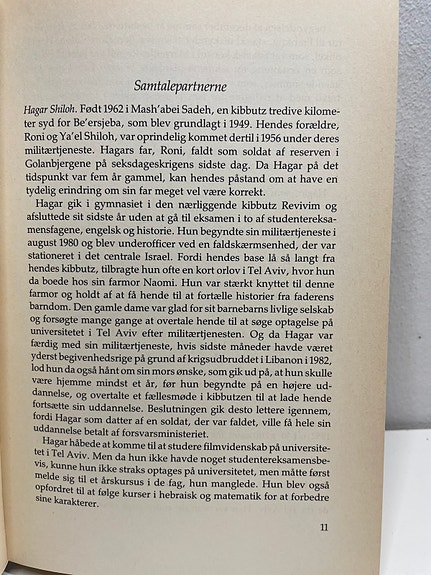 Samtalepartnerne
Hagar Shiloh. Født 1962 i Mash'abei Sadeh, en kibbutz tredive kilome-
ter syd for Be'ersjeba, som blev grundlagt i 1949. Hendes forældre,
Roni og Ya'el Shiloh, var oprindelig kommet dertil i 1956 under deres
militærtjeneste. Hagars far, Roni, faldt som soldat af reserven i
Golanbjergene på seksdageskrigens sidste dag. Da Hagar på det
tidspunkt var fem år gammel, kan hendes påstand om at have en
tydelig erindring om sin far meget vel være korrekt.
Hagar gik i gymnasiet i den nærliggende kibbutz Revivim og
afsluttede sit sidste år uden at gå til eksamen i to af studentereksa-
mensfagene, engelsk og historie. Hun begyndte sin militærtjeneste i
august 1980 og blev underofficer ved en faldskærmsenhed, der var
stationeret i det centrale Israel. Fordi hendes base lå så langt fra
hendes kibbutz, tilbragte hun ofte en kort orlov i Tel Aviv, hvor hun
da boede hos sin farmor Naomi. Hun var stærkt knyttet til denne
farmor og holdt af at få hende til at fortælle historier fra faderens
barndom. Den gamle dame var glad for sit barnebarns livlige selskab
og forsøgte mange gange at overtale hende til at søge optagelse på
universitetet i Tel Aviv efter militærtjenesten. Og da Hagar var
færdig med sin militærtjeneste, hvis sidste måneder havde været
yderst begivenhedsrige på grund af krigsudbruddet i Libanon i 1982,
lod hun da også hånt om sin mors ønske, som gik ud på, at hun skulle
være hjemme mindst et år, før hun begyndte på en højere ud-
dannelse, og overtalte et fællesmøde i kibbutzen til at lade hende
fortsætte sin uddannelse. Beslutningen gik desto lettere igennem,
fordi Hagar som datter af en soldat, der var faldet, ville få hele sin
uddannelse betalt af forsvarsministeriet.
Hagar håbede at komme til at studere filmvidenskab på universite-
tet i Tel Aviv. Men da hun ikke havde noget studentereksamensbe-
vis, kunne hun ikke straks optages på universitetet, men måtte først
melde sig til et årskursus i de fag, hun manglede. Hun blev også
opfordret til at følge kurser i hebraisk og matematik for at forbedre
sine karakterer.
11